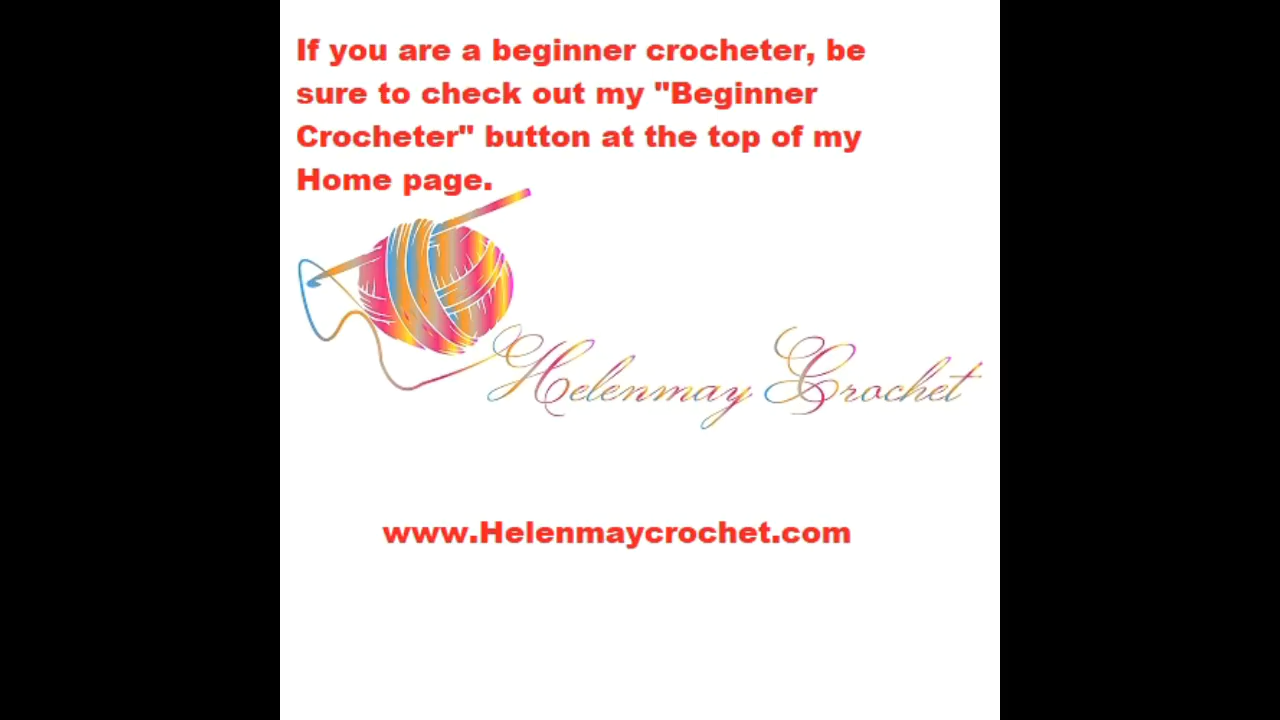 If you are a beginner crocheter, be
sure to check out my "Beginner
Crocheter" button at the top of my
Home page.
Helenmay Crochet
www.Helenmaycrochet.com